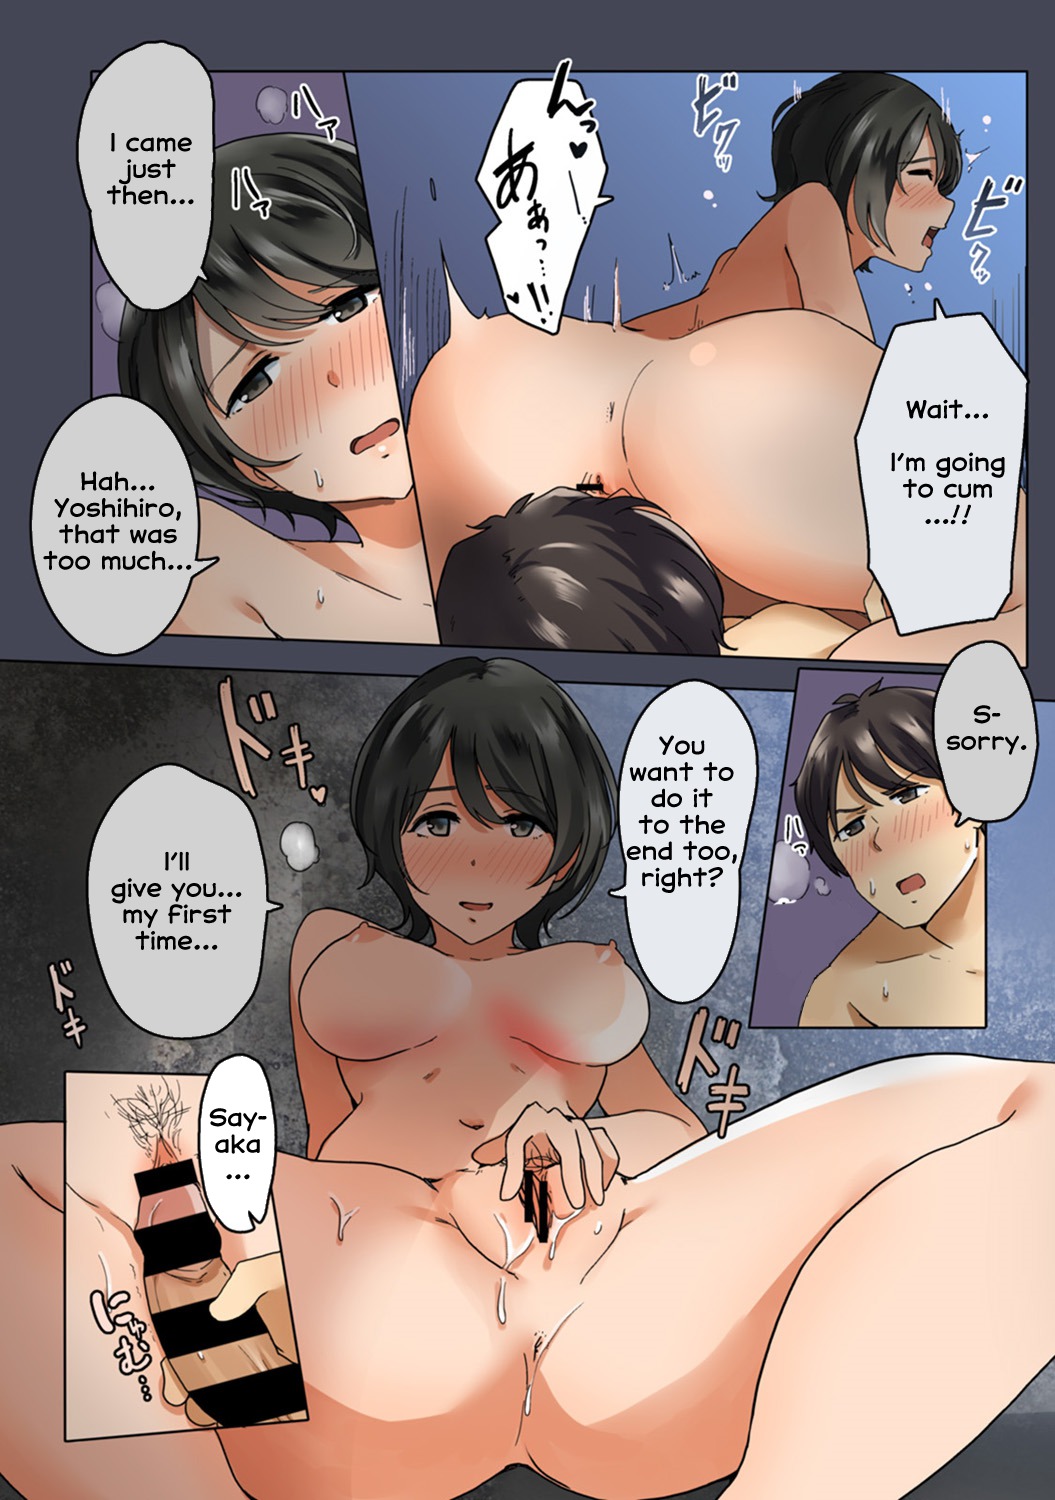 ビクッ
ビクッ
んっ♥
あぁっ…!!
Wait...
I'm going
to cum
...!!
ハァ
ハァ
I came
just
then...
Hah...
Yoshihiro,
that was
too much...
S-
sorry.
ハァ
You
want to
do it
to the
end too,
right?
ドキ
I'll
give you...
my first
time...
ドキ
ドキ
Say-
aka
...
にゅむ…